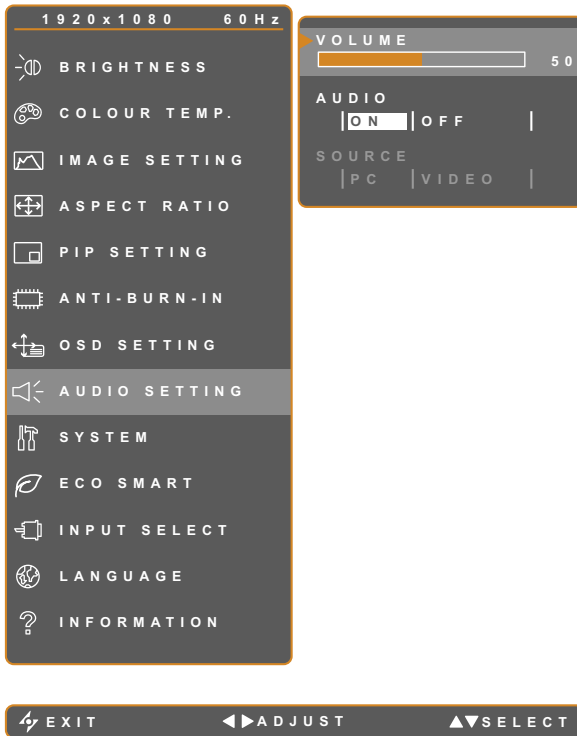 1920x1080 60Hz
BRIGHTNESS
COLOUR TEMP.
IMAGE SETTING
ASPECT RATIO
PIP SETTING
ANTI-BURN-IN
OSD SETTING
AUDIO SETTING
SYSTEM
ECO SMART
INPUT SELECT
LANGUAGE
INFORMATION
VOLUME
50
AUDIO
ON OFF
SOURCE
PC VIDEO
EXIT ADJUST SELECT